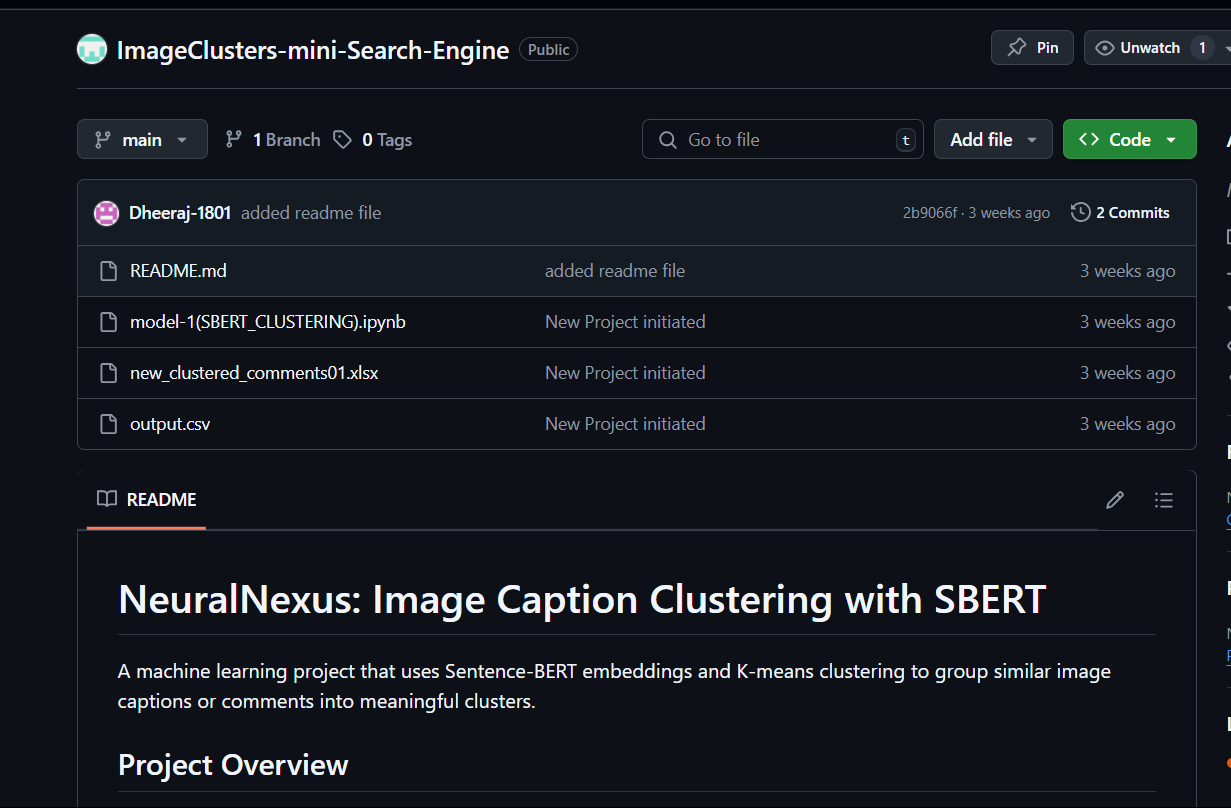 ImageClusters-mini-Search-Engine Public Pin Unwatch 1
main 1 Branch 0 Tags Go to file t Add file Code
Dheeraj-1801 added readme file 2b9066f · 3 weeks ago 2 Commits
README.md added readme file 3 weeks ago
model-1(SBERT_CLUSTERING).ipynb New Project initiated 3 weeks ago
new_clustered_comments01.xlsx New Project initiated 3 weeks ago
output.csv New Project initiated 3 weeks ago
README
NeuralNexus: Image Caption Clustering with SBERT
A machine learning project that uses Sentence-BERT embeddings and K-means clustering to group similar image
captions or comments into meaningful clusters.
Project Overview